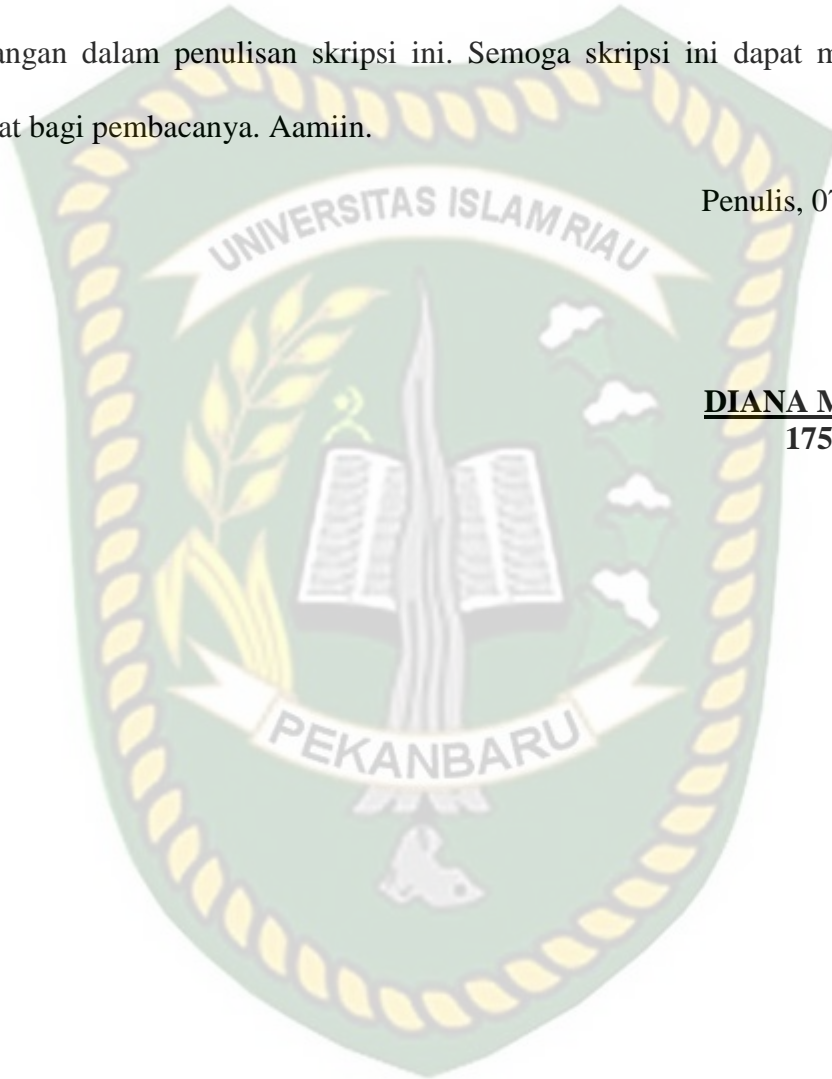 angan dalam penulisan skripsi ini. Semoga skripsi ini dapat m
at bagi pembacanya. Aamiin.
Penulis, 07
UNIVERSITAS ISLAM RIAU
DIANA M
175
PEKANBARU